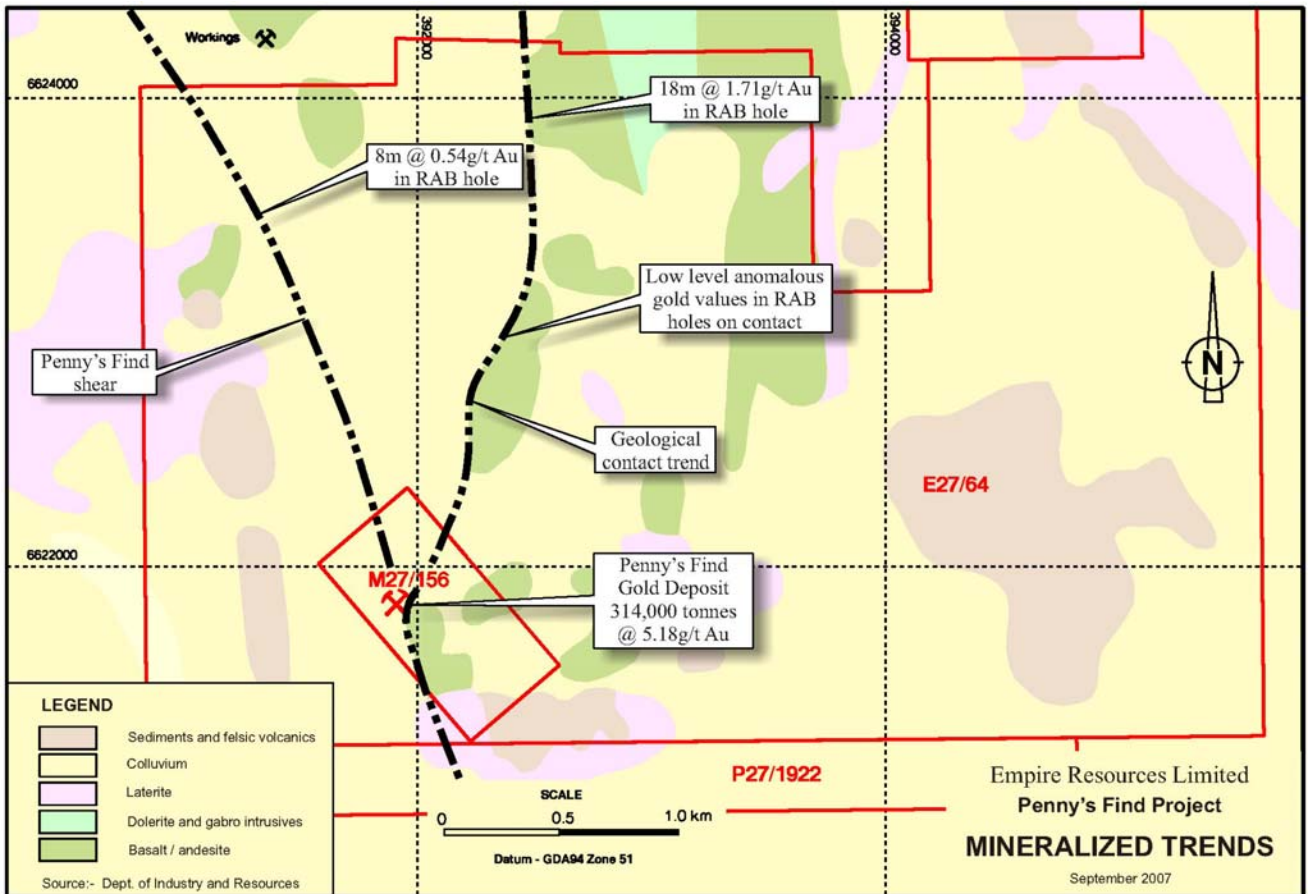 Workings
392000
394000
6624000
18m @ 1.71g/t Au
in RAB hole
8m @ 0.54g/t Au
in RAB hole
Low level anomalous
gold values in RAB
holes on contact
Penny's Find
shear
N
Geological
contact trend
E27/64
6622000
M27/156
Penny's Find
Gold Deposit
314,000 tonnes
@ 5.18g/t Au
LEGEND
Sediments and felsic volcanics
Colluvium
Laterite
Dolerite and gabro intrusives
Basalt / andesite
Source:- Dept. of Industry and Resources
P27/1922
SCALE
0 0.5 1.0 km
Datum - GDA94 Zone 51
Empire Resources Limited
Penny's Find Project
MINERALIZED TRENDS
September 2007